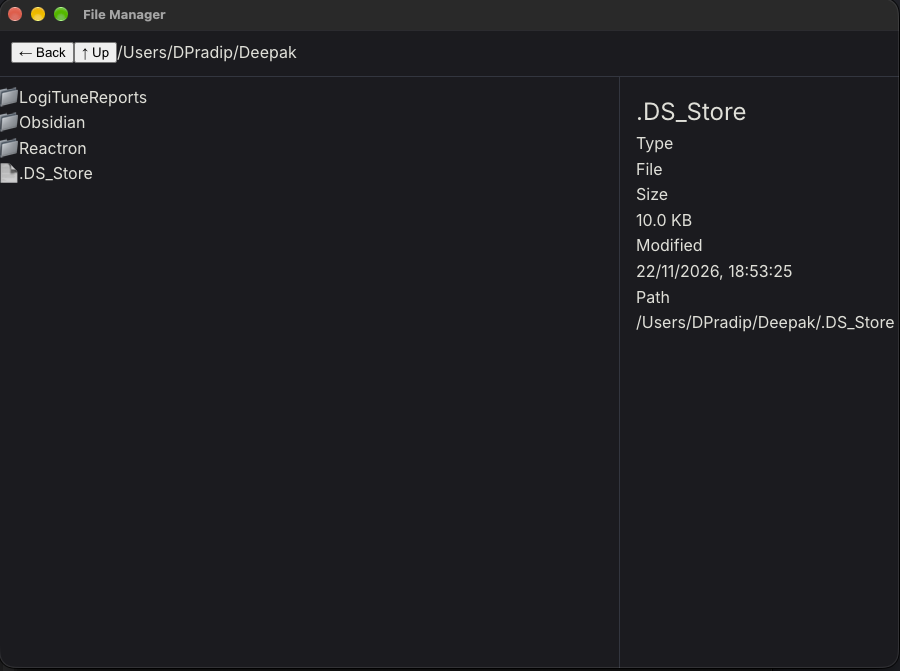 File Manager
← Back ↑ Up /Users/DPradip/Deepak
LogiTuneReports
Obsidian
Reactron
.DS_Store
.DS_Store
Type
File
Size
10.0 KB
Modified
22/11/2026, 18:53:25
Path
/Users/DPradip/Deepak/.DS_Store